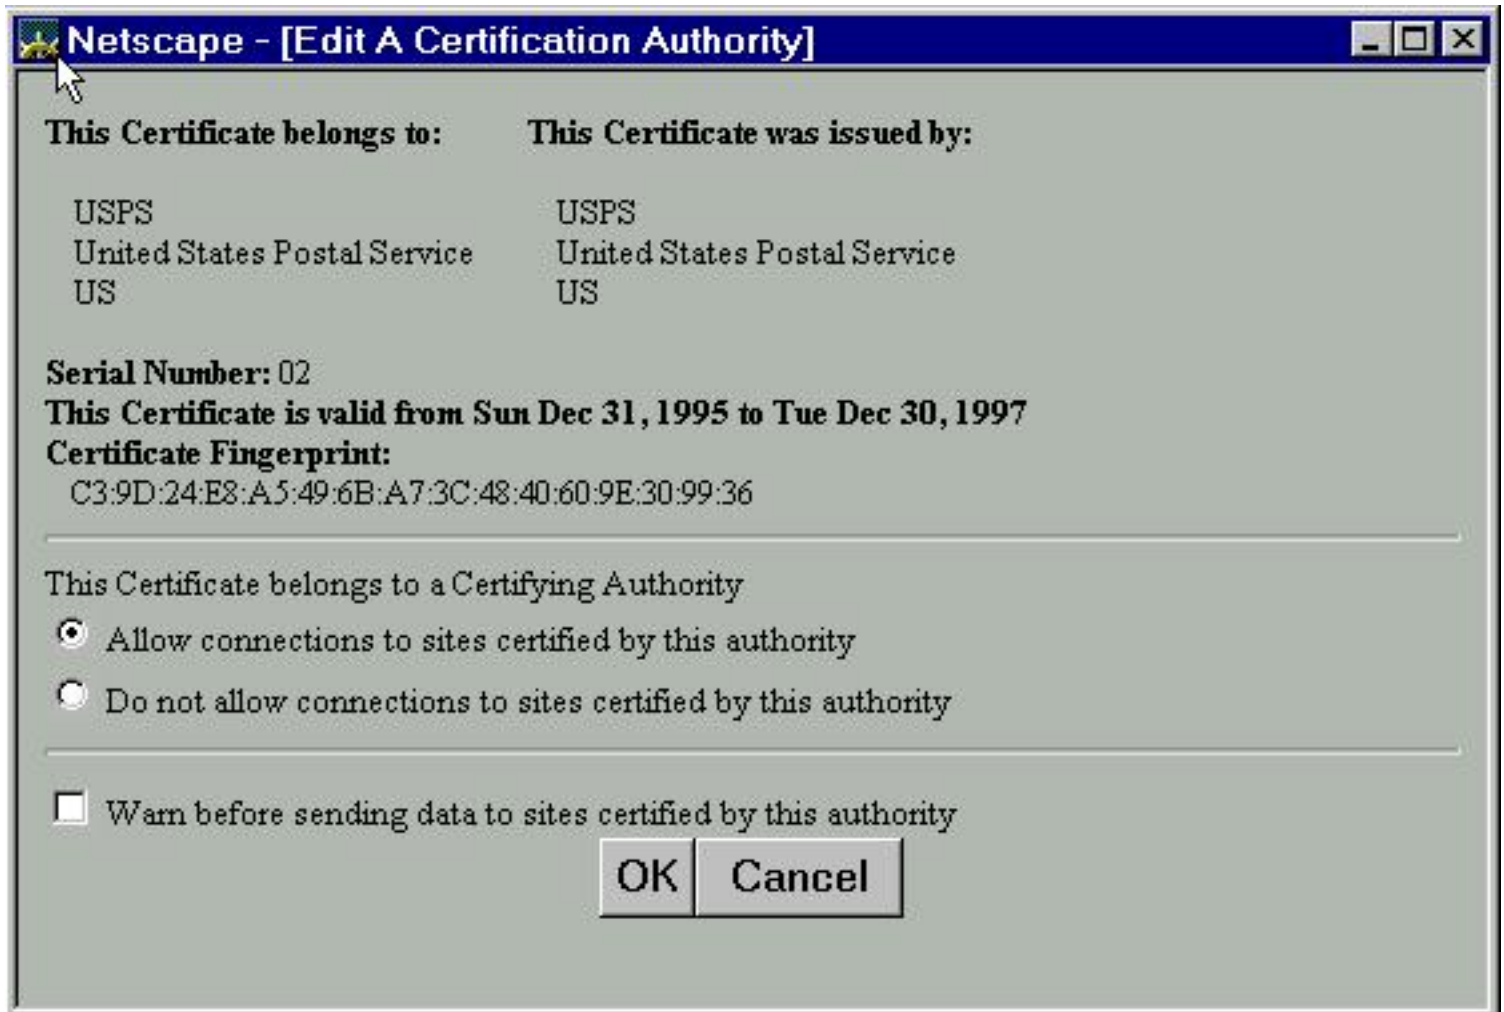 Netscape - [Edit A Certification Authority]
This Certificate belongs to: This Certificate was issued by:
USPS USPS
United States Postal Service United States Postal Service
US US
Serial Number: 02
This Certificate is valid from Sun Dec 31, 1995 to Tue Dec 30, 1997
Certificate Fingerprint:
C3:9D:24:E8:A5:49:6B:A7:3C:48:40:60:9E:30:99:36
This Certificate belongs to a Certifying Authority
Allow connections to sites certified by this authority
Do not allow connections to sites certified by this authority
Warn before sending data to sites certified by this authority
OK Cancel